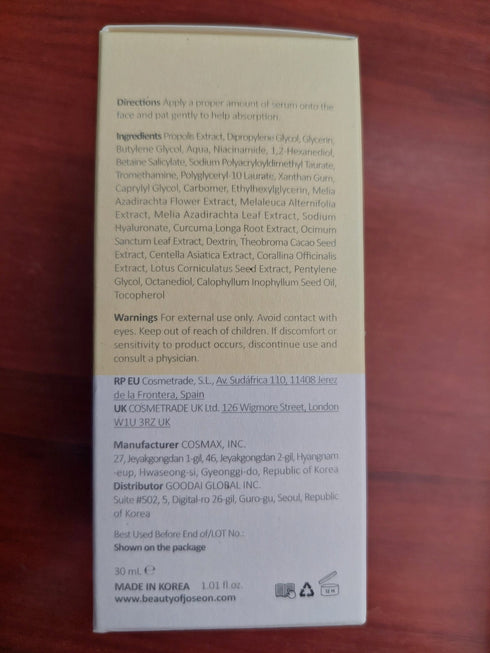 Directions Apply a proper amount of serum onto the
face and pat gently to help absorption.
Ingredients Propolis Extract, Dipropylene Glycol, Glycerin,
Butylene Glycol, Aqua, Niacinamide, 1,2-Hexanediol,
Betaine Salicylate, Sodium Polyacryloyldimethyl Taurate,
Tromethamine, Polyglyceryl-10 Laurate, Xanthan Gum,
Caprylyl Glycol, Carbomer, Ethylhexylglycerin, Melia
Azadirachta Flower Extract, Melaleuca Alternifolia
Extract, Melia Azadirachta Leaf Extract, Sodium
Hyaluronate, Curcuma Longa Root Extract, Ocimum
Sanctum Leaf Extract, Dextrin, Theobroma Cacao Seed
Extract, Centella Asiatica Extract, Corallina Officinalis
Extract, Lotus Corniculatus Seed Extract, Pentylene
Glycol, Octanediol, Calophyllum Inophyllum Seed Oil,
Tocopherol
Warnings For external use only. Avoid contact with
eyes. Keep out of reach of children. If discomfort or
sensitivity to product occurs, discontinue use and
consult a physician.
RP EU Cosmetrade, S.L., Av. Sudáfrica 110, 11408 Jerez
de la Frontera, Spain
UK COSMETRADE UK Ltd. 126 Wigmore Street, London
W1U 3RZ UK
Manufacturer COSMAX, INC.
27, Jeyakgongdan 1-gil, 46, Jeyakgongdan 2-gil, Hyangnam
-eup, Hwaseong-si, Gyeonggi-do, Republic of Korea
Distributor GOODAI GLOBAL INC.
Suite #502, 5, Digital-ro 26-gil, Guro-gu, Seoul, Republic
of Korea
Best Used Before End of/LOT No.:
Shown on the package
30 mL ℮
MADE IN KOREA 1.01 fl.oz.
www.beautyofjoseon.com
12 M